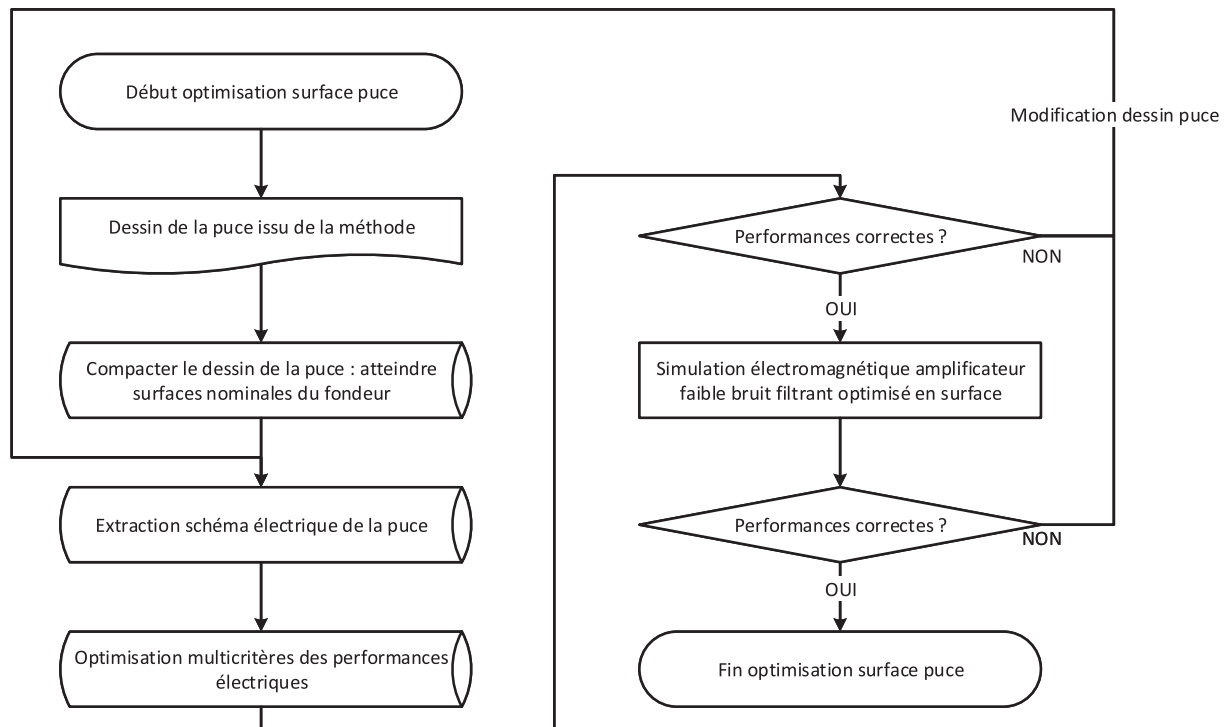 Début optimisation surface puce
Dessin de la puce issu de la méthode
Compacter le dessin de la puce : atteindre
surfaces nominales du fondeur
Extraction schéma électrique de la puce
Optimisation multicritères des performances
électriques
Modification dessin puce
Performances correctes ?
NON
OUI
Simulation électromagnétique amplificateur
faible bruit filtrant optimisé en surface
Performances correctes ?
NON
OUI
Fin optimisation surface puce